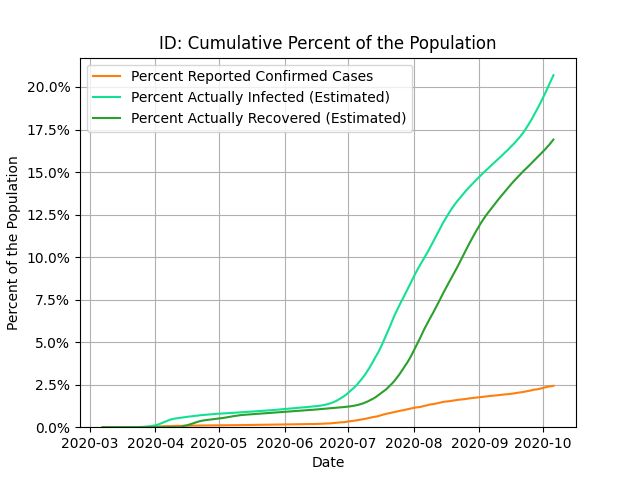 ID: Cumulative Percent of the Population
Percent Reported Confirmed Cases
Percent Actually Infected (Estimated)
Percent Actually Recovered (Estimated)
Percent of the Population
20.0%
17.5%
15.0%
12.5%
10.0%
7.5%
5.0%
2.5%
0.0%
2020-03 2020-04 2020-05 2020-06 2020-07 2020-08 2020-09 2020-10
Date